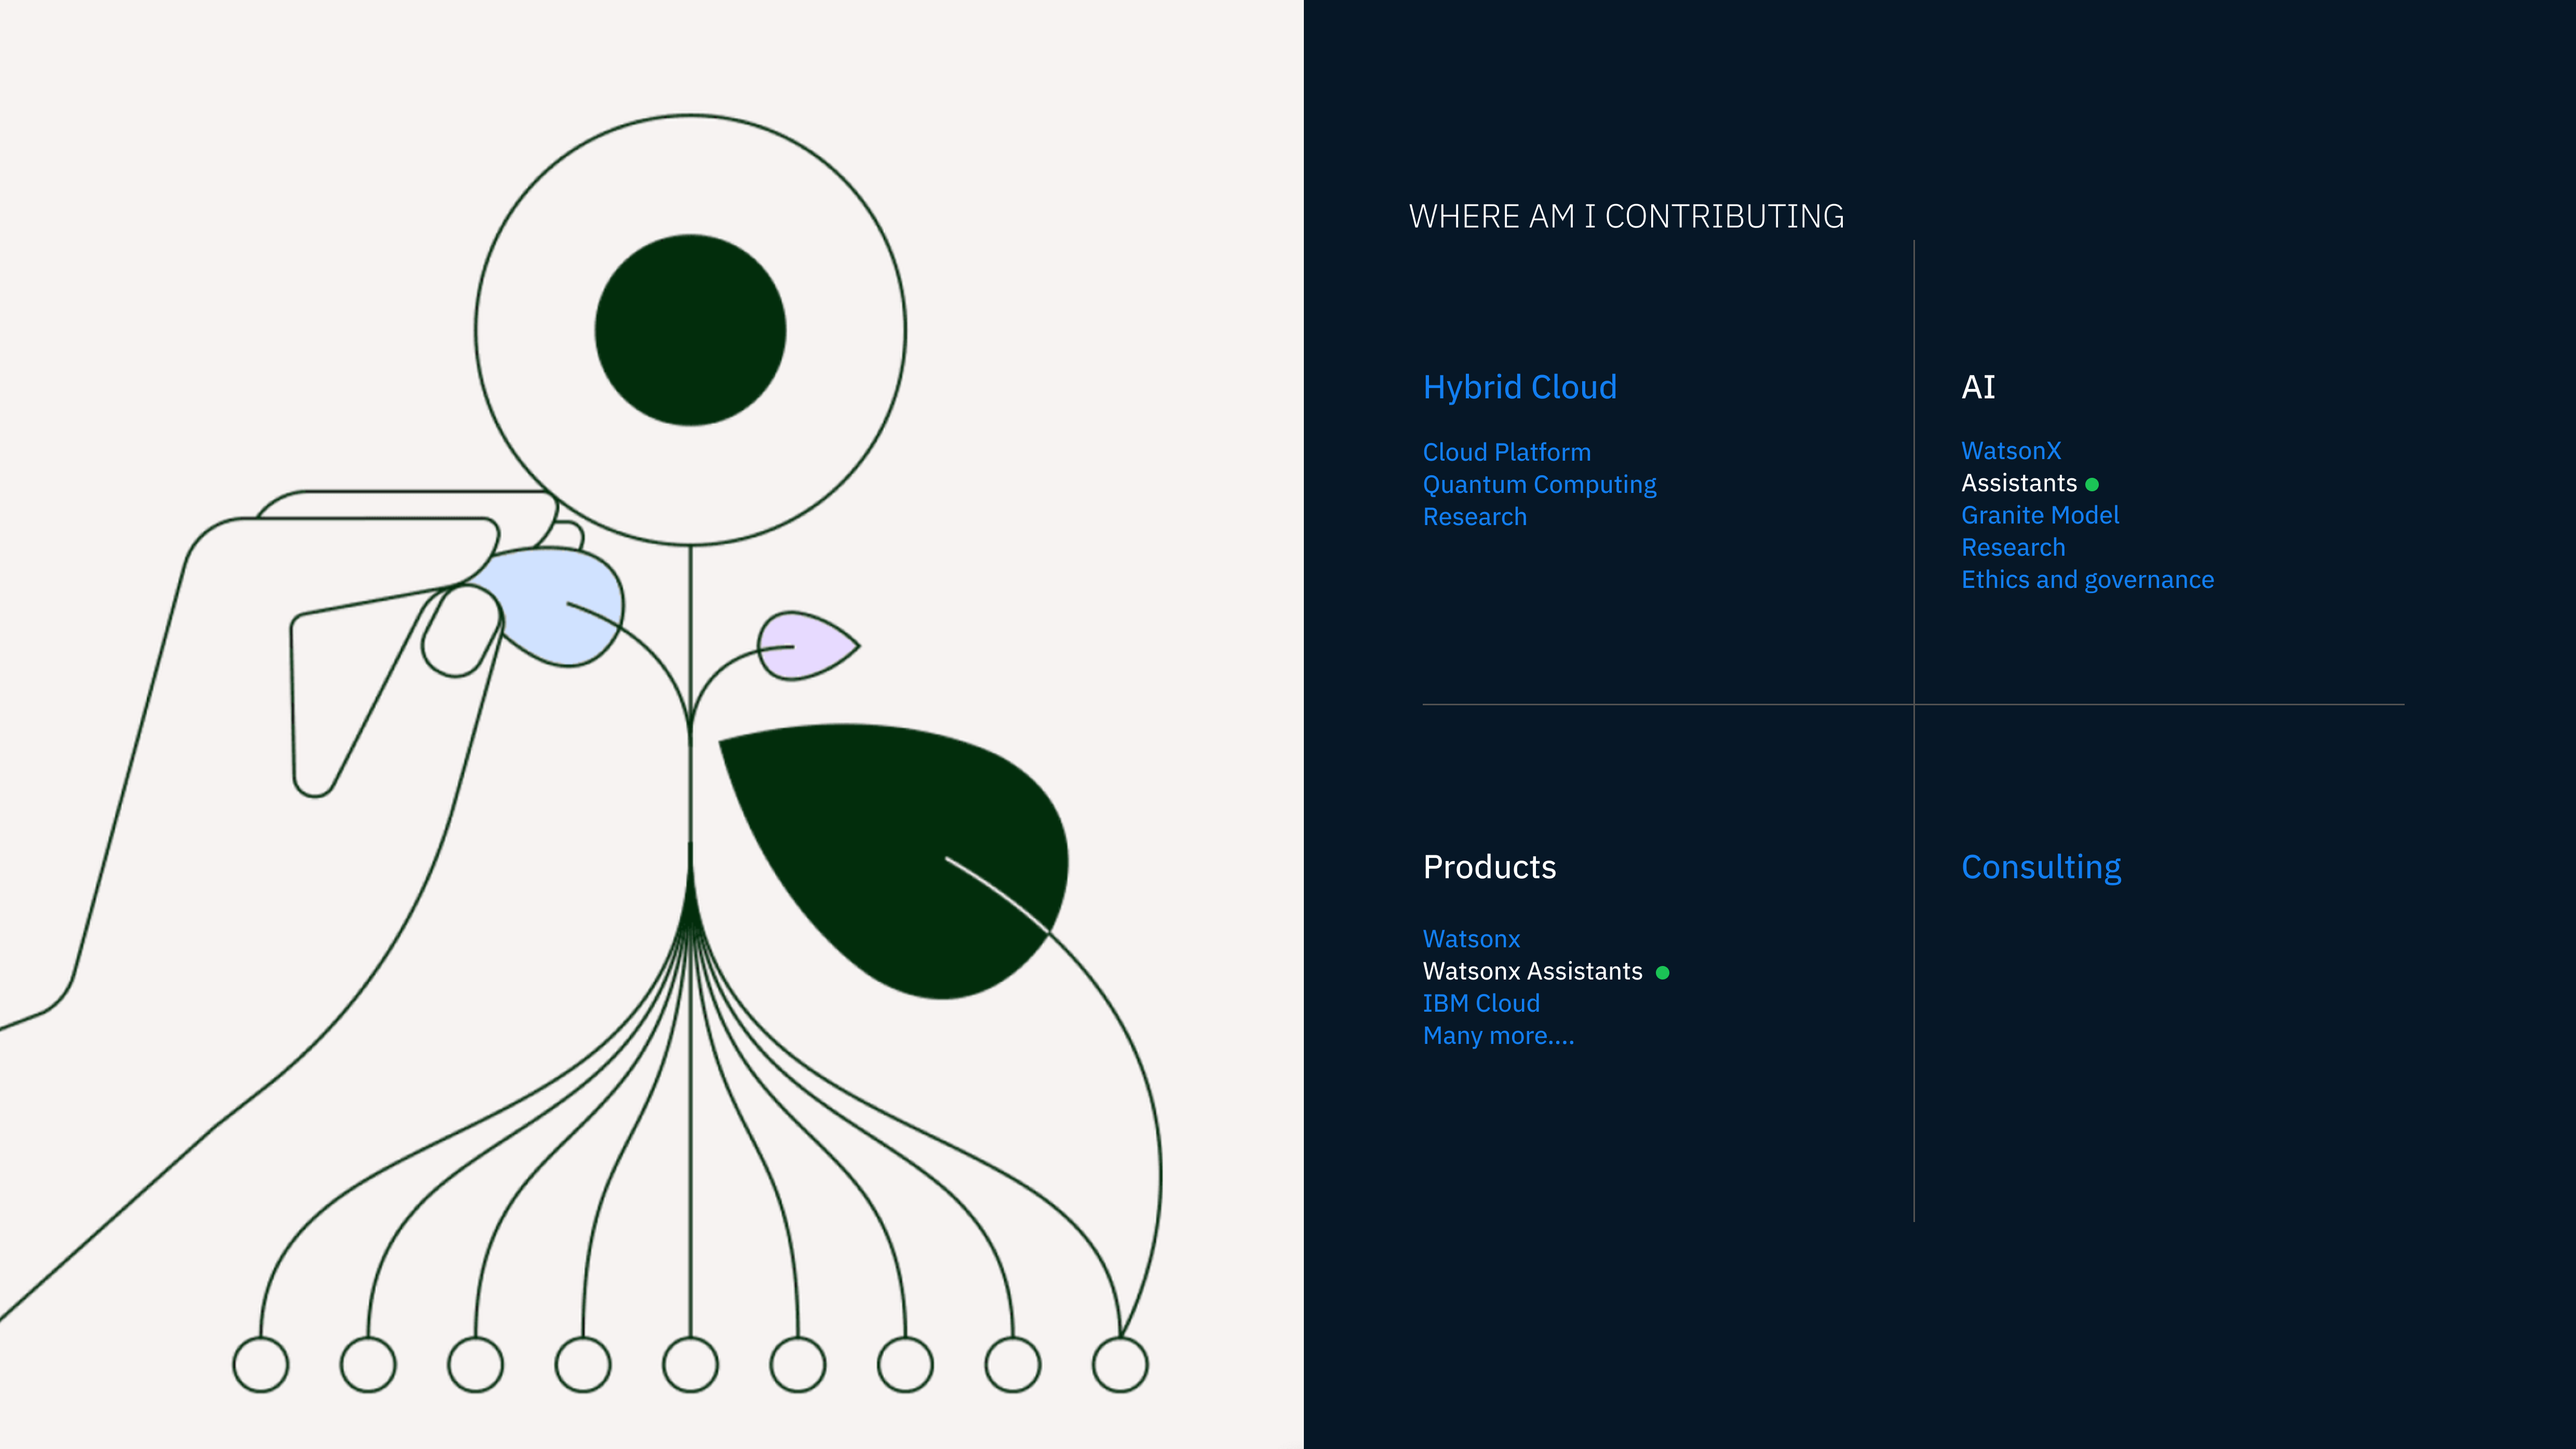 WHERE AM I CONTRIBUTING
Hybrid Cloud
Cloud Platform
Quantum Computing
Research
AI
WatsonX
Assistants
Granite Model
Research
Ethics and governance
Products
Watsonx
Watsonx Assistants
IBM Cloud
Many more....
Consulting